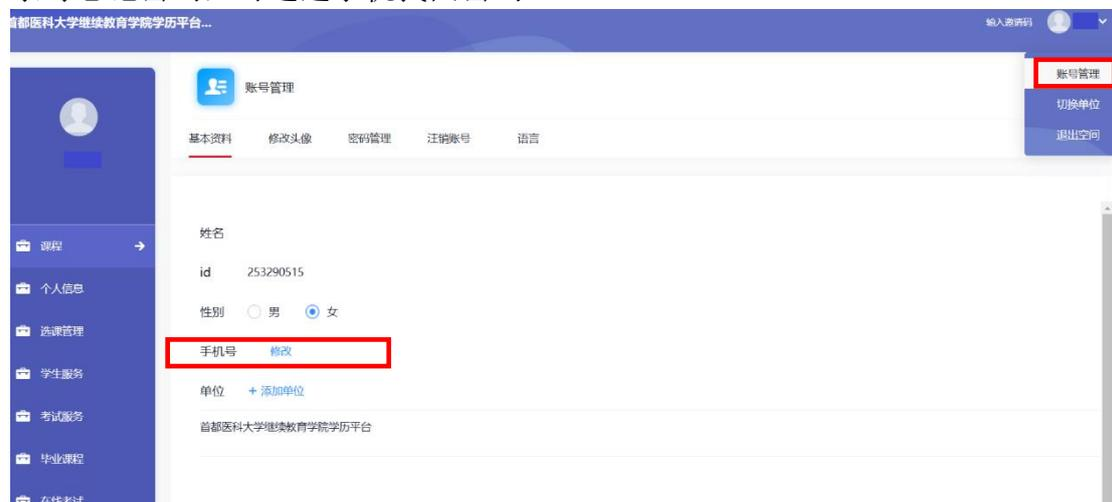 首都医科大学继续教育学院学历平台...
输入邀请码
账号管理
账号管理
切换单位
退出空间
基本资料 修改头像 密码管理 注销账号 语言
姓名
课程
id 253290515
个人信息
性别 男 女
选课管理
手机号 修改
学生服务
单位 + 添加单位
考试服务
首都医科大学继续教育学院学历平台
毕业课程
在线考试